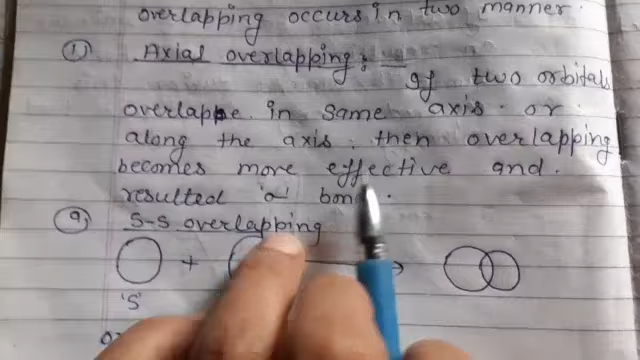 overlapping occurs in two manner.
① Axial overlapping:
If two orbitals
overlappe in same axis or
along the axis, then overlapping
becomes more effective and.
resulted 'σ' bond.
ⓐ S-S overlapping
+ →
'S'